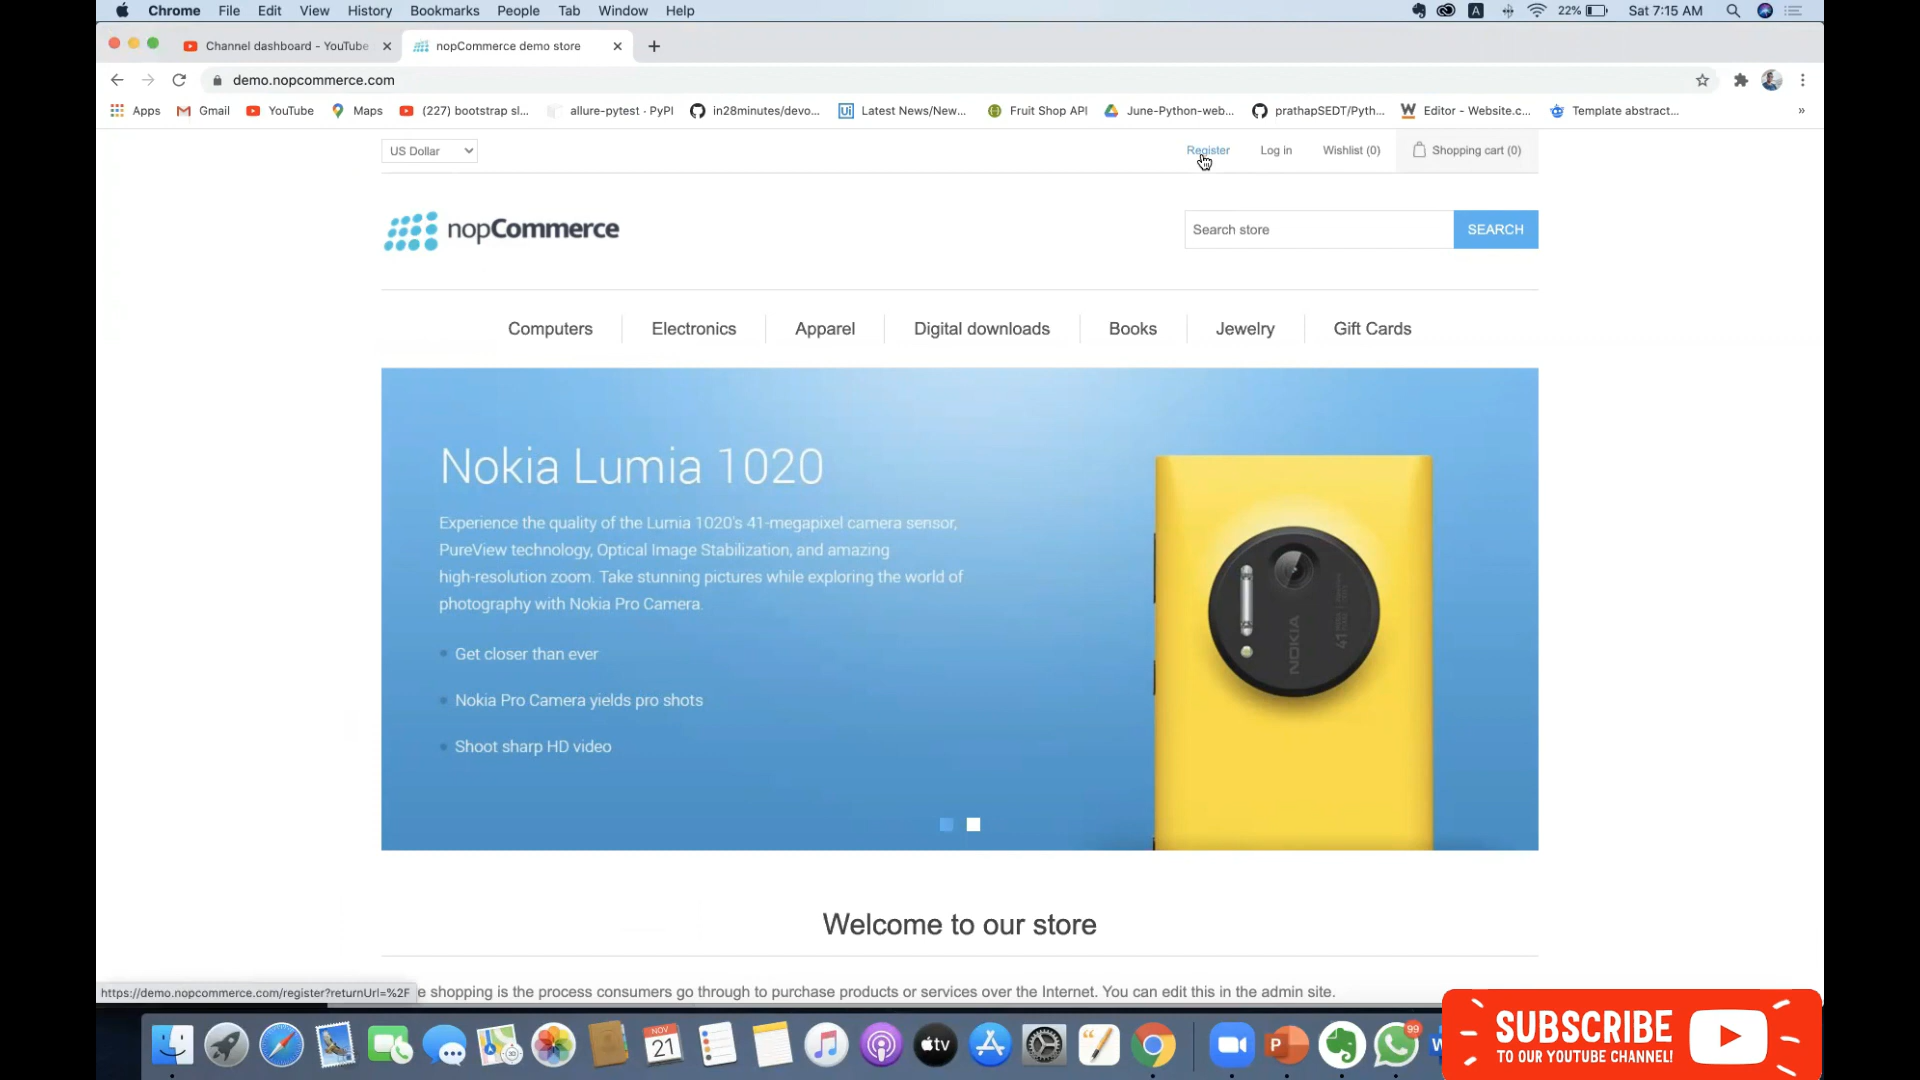 Chrome File Edit View History Bookmarks People Tab Window Help 22% Sat 7:15 AM
Channel dashboard - YouTube nopCommerce demo store
demo.nopcommerce.com
Apps Gmail YouTube Maps (227) bootstrap sl... allure-pytest · PyPI in28minutes/devo... Latest News/New... Fruit Shop API June-Python-web... prathapSEDT/Pyth... Editor - Website.c... Template abstract... »
US Dollar Register Log in Wishlist (0) Shopping cart (0)
nopCommerce Search store SEARCH
Computers Electronics Apparel Digital downloads Books Jewelry Gift Cards
Nokia Lumia 1020
Experience the quality of the Lumia 1020's 41-megapixel camera sensor,
PureView technology, Optical Image Stabilization, and amazing
high-resolution zoom. Take stunning pictures while exploring the world of
photography with Nokia Pro Camera.
Get closer than ever
Nokia Pro Camera yields pro shots
Shoot sharp HD video
NOKIA
Welcome to our store
https://demo.nopcommerce.com/register?returnUrl=%2F
e shopping is the process consumers go through to purchase products or services over the Internet. You can edit this in the admin site.
NOV
21
tv
P
99
W
SUBSCRIBE
TO OUR YOUTUBE CHANNEL!